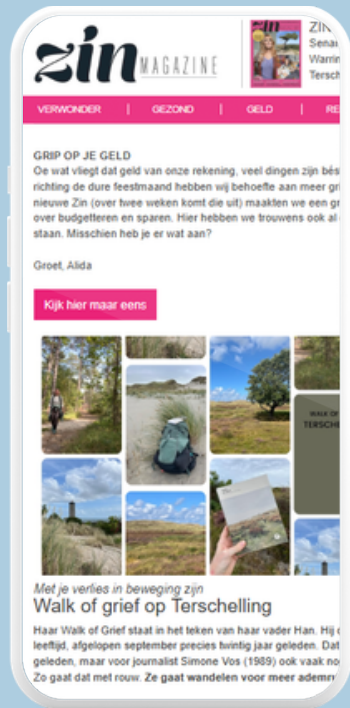 zin MAGAZINE
ZIN
Senan
Warrin
Tersch
VERWONDER | GEZOND | GELD | RE
GRIP OP JE GELD
Oe wat vliegt dat geld van onze rekening, veel dingen zijn bést
richting de dure feestmaand hebben wij behoefte aan meer gri
nieuwe Zin (over twee weken komt die uit) maakten we een gr
over budgetteren en sparen. Hier hebben we trouwens ook al
staan. Misschien heb je er wat aan?
Groet, Alida
Kijk hier maar eens
WALK OF
TERSCHE
Met je verlies in beweging zijn
Walk of grief op Terschelling
Haar Walk of Grief staat in het teken van haar vader Han. Hij
leeftijd, afgelopen september precies twintig jaar geleden. Dat
geleden, maar voor journalist Simone Vos (1989) ook vaak no
Zo gaat dat met rouw. Ze gaat wandelen voor meer ademru